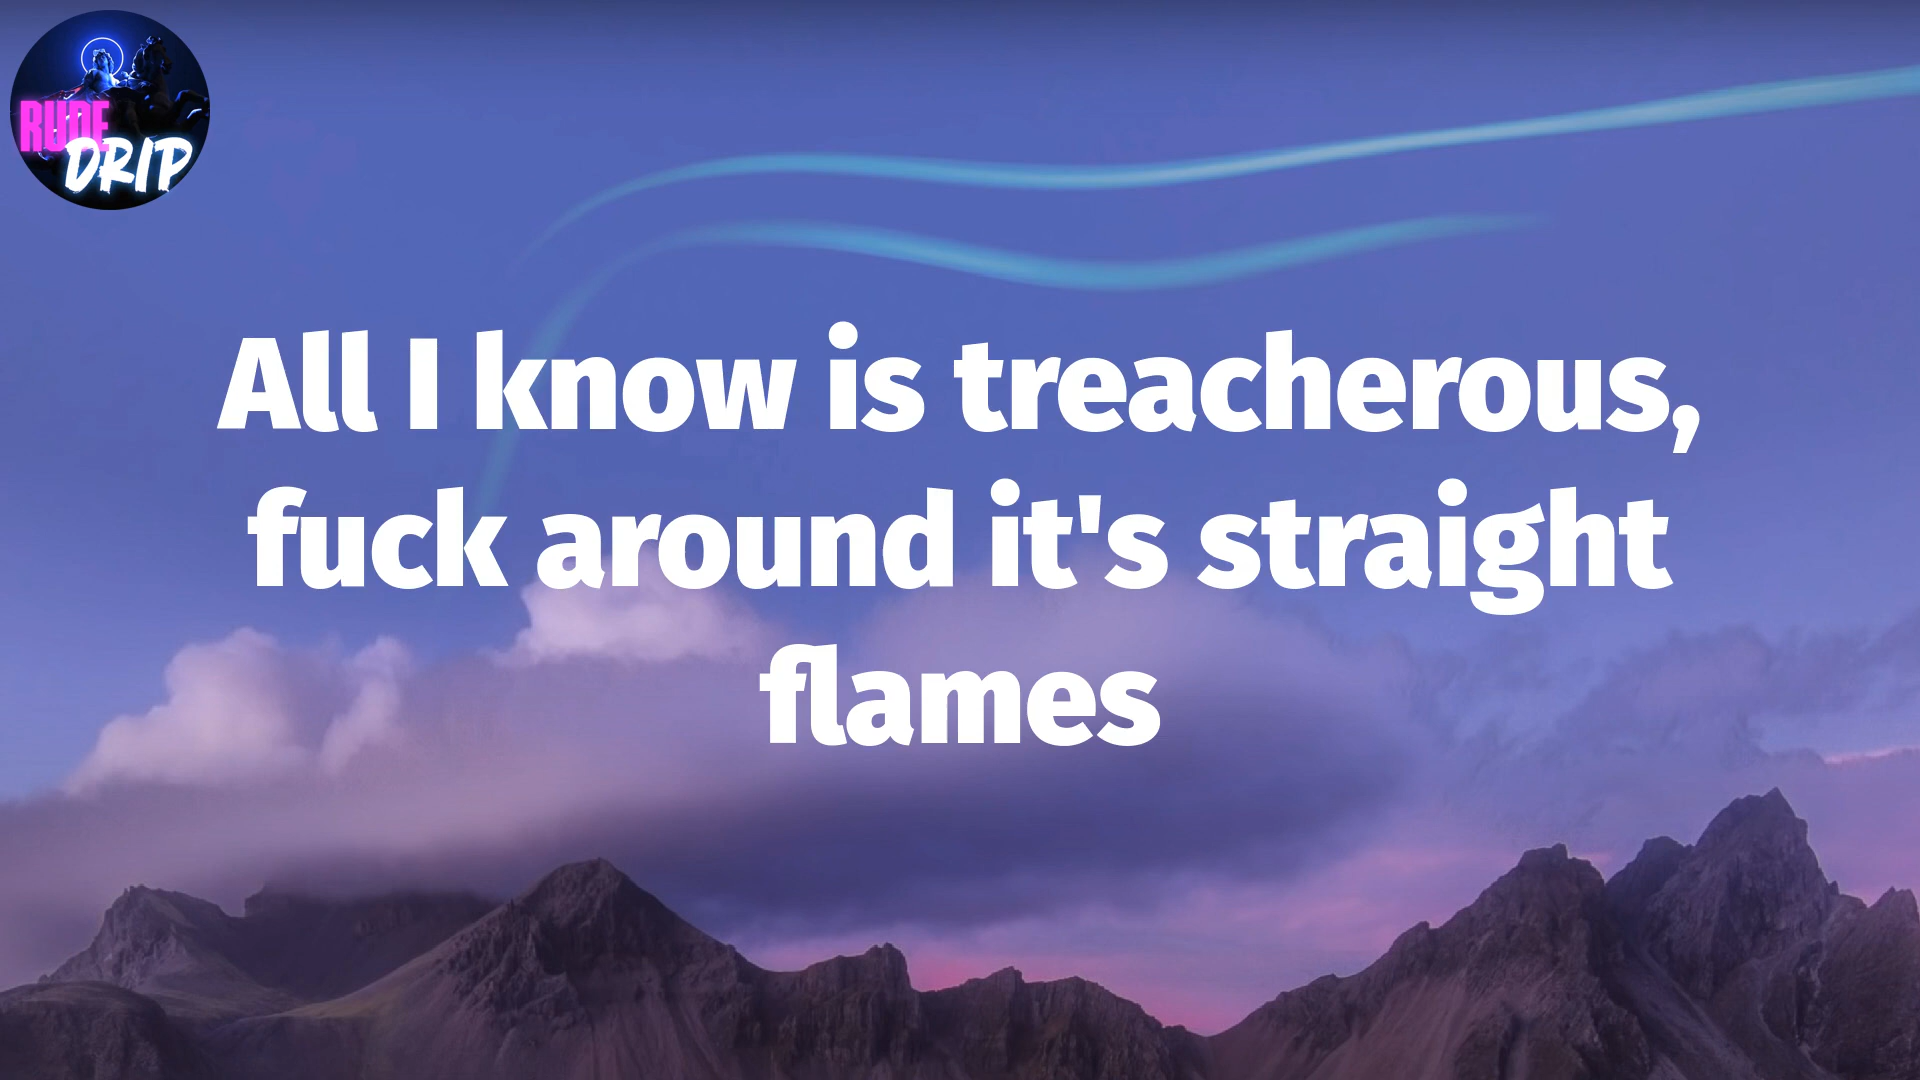 RUDE
DRIP
All I know is treacherous,
fuck around it's straight
flames